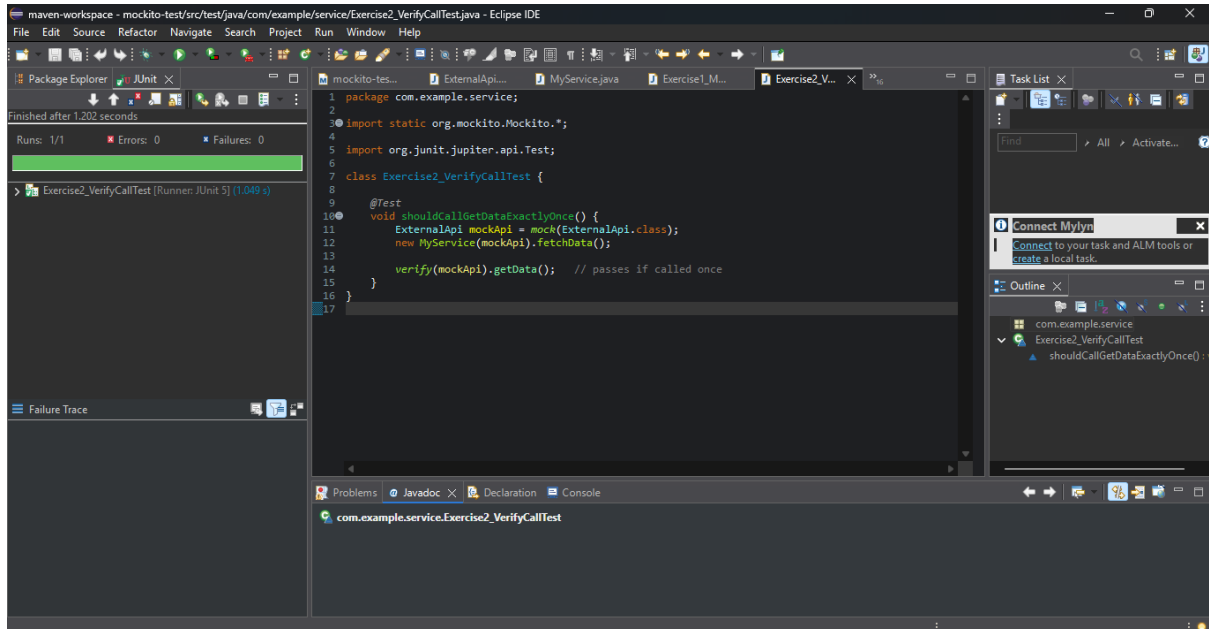 maven-workspace - mockito-test/src/test/java/com/example/service/Exercise2_VerifyCallTest.java - Eclipse IDE
File Edit Source Refactor Navigate Search Project Run Window Help
Package Explorer JUnit
Finished after 1.202 seconds
Runs: 1/1 Errors: 0 Failures: 0
Exercise2_VerifyCallTest [Runner: JUnit 5] (1.049 s)
Failure Trace
mockito-tes... ExternalApi.... MyService.java Exercise1_M... Exercise2_V... »16
1 package com.example.service;
2
3 import static org.mockito.Mockito.*;
4
5 import org.junit.jupiter.api.Test;
6
7 class Exercise2_VerifyCallTest {
8
9 @Test
10 void shouldCallGetDataExactlyOnce() {
11 ExternalApi mockApi = mock(ExternalApi.class);
12 new MyService(mockApi).fetchData();
13
14 verify(mockApi).getData(); // passes if called once
15 }
16 }
17
Problems Javadoc Declaration Console
com.example.service.Exercise2_VerifyCallTest
Task List
Find All Activate...
Connect Mylyn
Connect to your task and ALM tools or
create a local task.
Outline
com.example.service
Exercise2_VerifyCallTest
shouldCallGetDataExactlyOnce() :